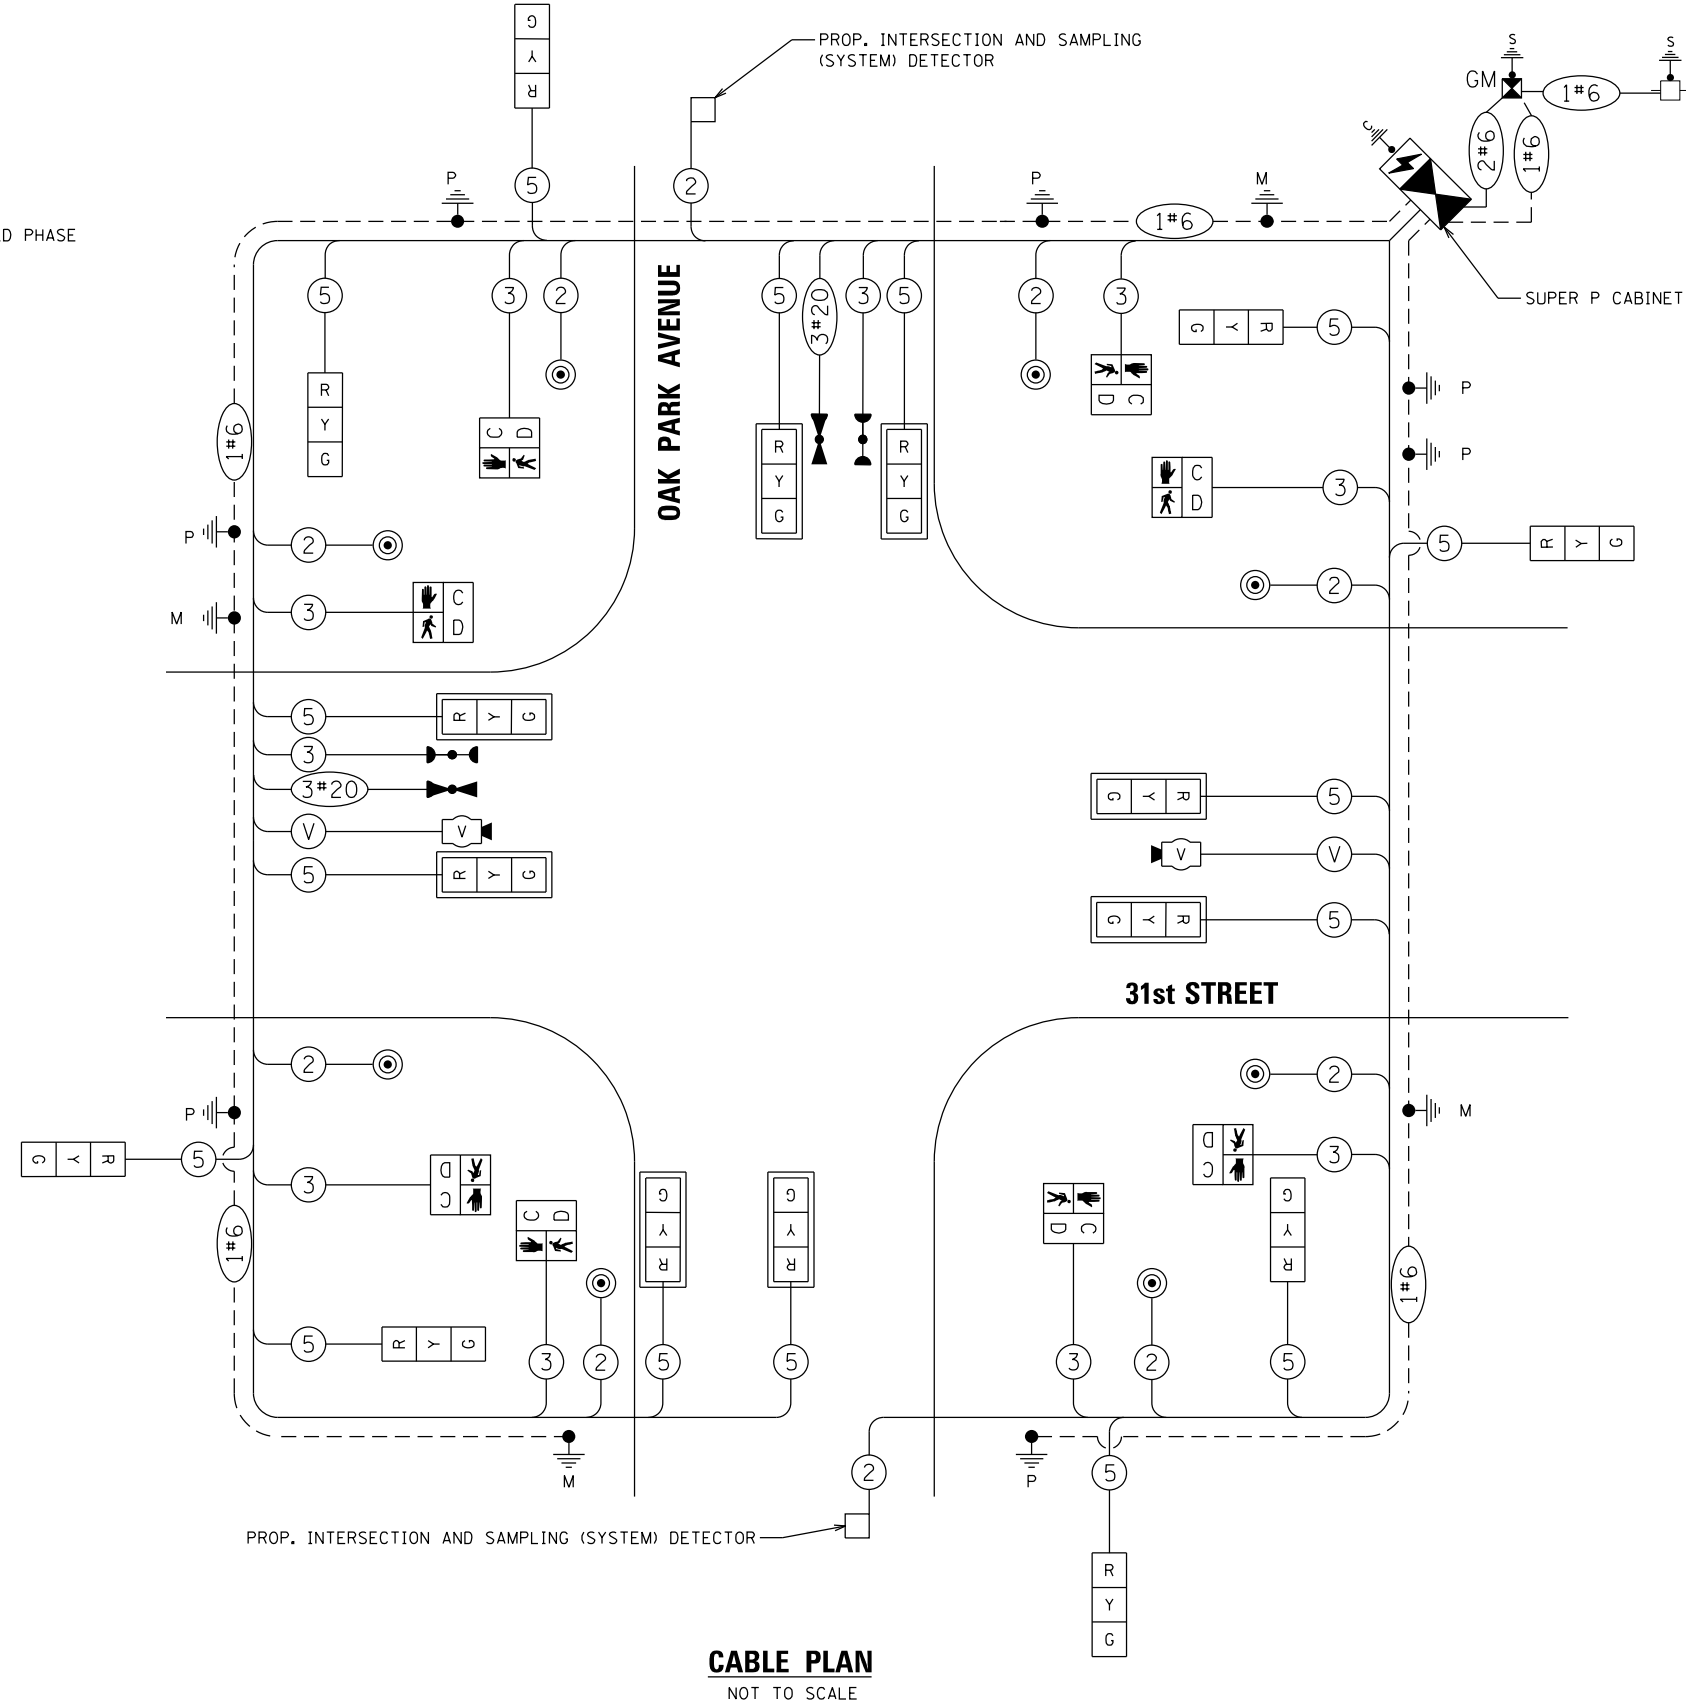 G
Y
R
PROP. INTERSECTION AND SAMPLING
(SYSTEM) DETECTOR
S
S
GM
1#6
C
2#6
1#6
P
5
2
P
M
1#6
D PHASE
5
3
2
OAK PARK AVENUE
5
3#20
3
5
2
3
SUPER P CABINET
G Y R
5
C D
R
Y
G
P
1#6
C D
R
Y
G
R
Y
G
P
C
D
3
P
2
5
R Y G
2
3
C
D
M
5
R Y G
3
3#20
G Y R
5
V
V
V
V
5
R Y G
G Y R
5
31st STREET
2
2
P
M
G Y R
5
3
D
C
D
C
3
C D
G
Y
R
G
Y
R
D C
G
Y
R
1#6
1#6
5
R Y G
3
2
5
5
3
2
5
M
2
P
5
PROP. INTERSECTION AND SAMPLING (SYSTEM) DETECTOR
R
Y
G
CABLE PLAN
NOT TO SCALE